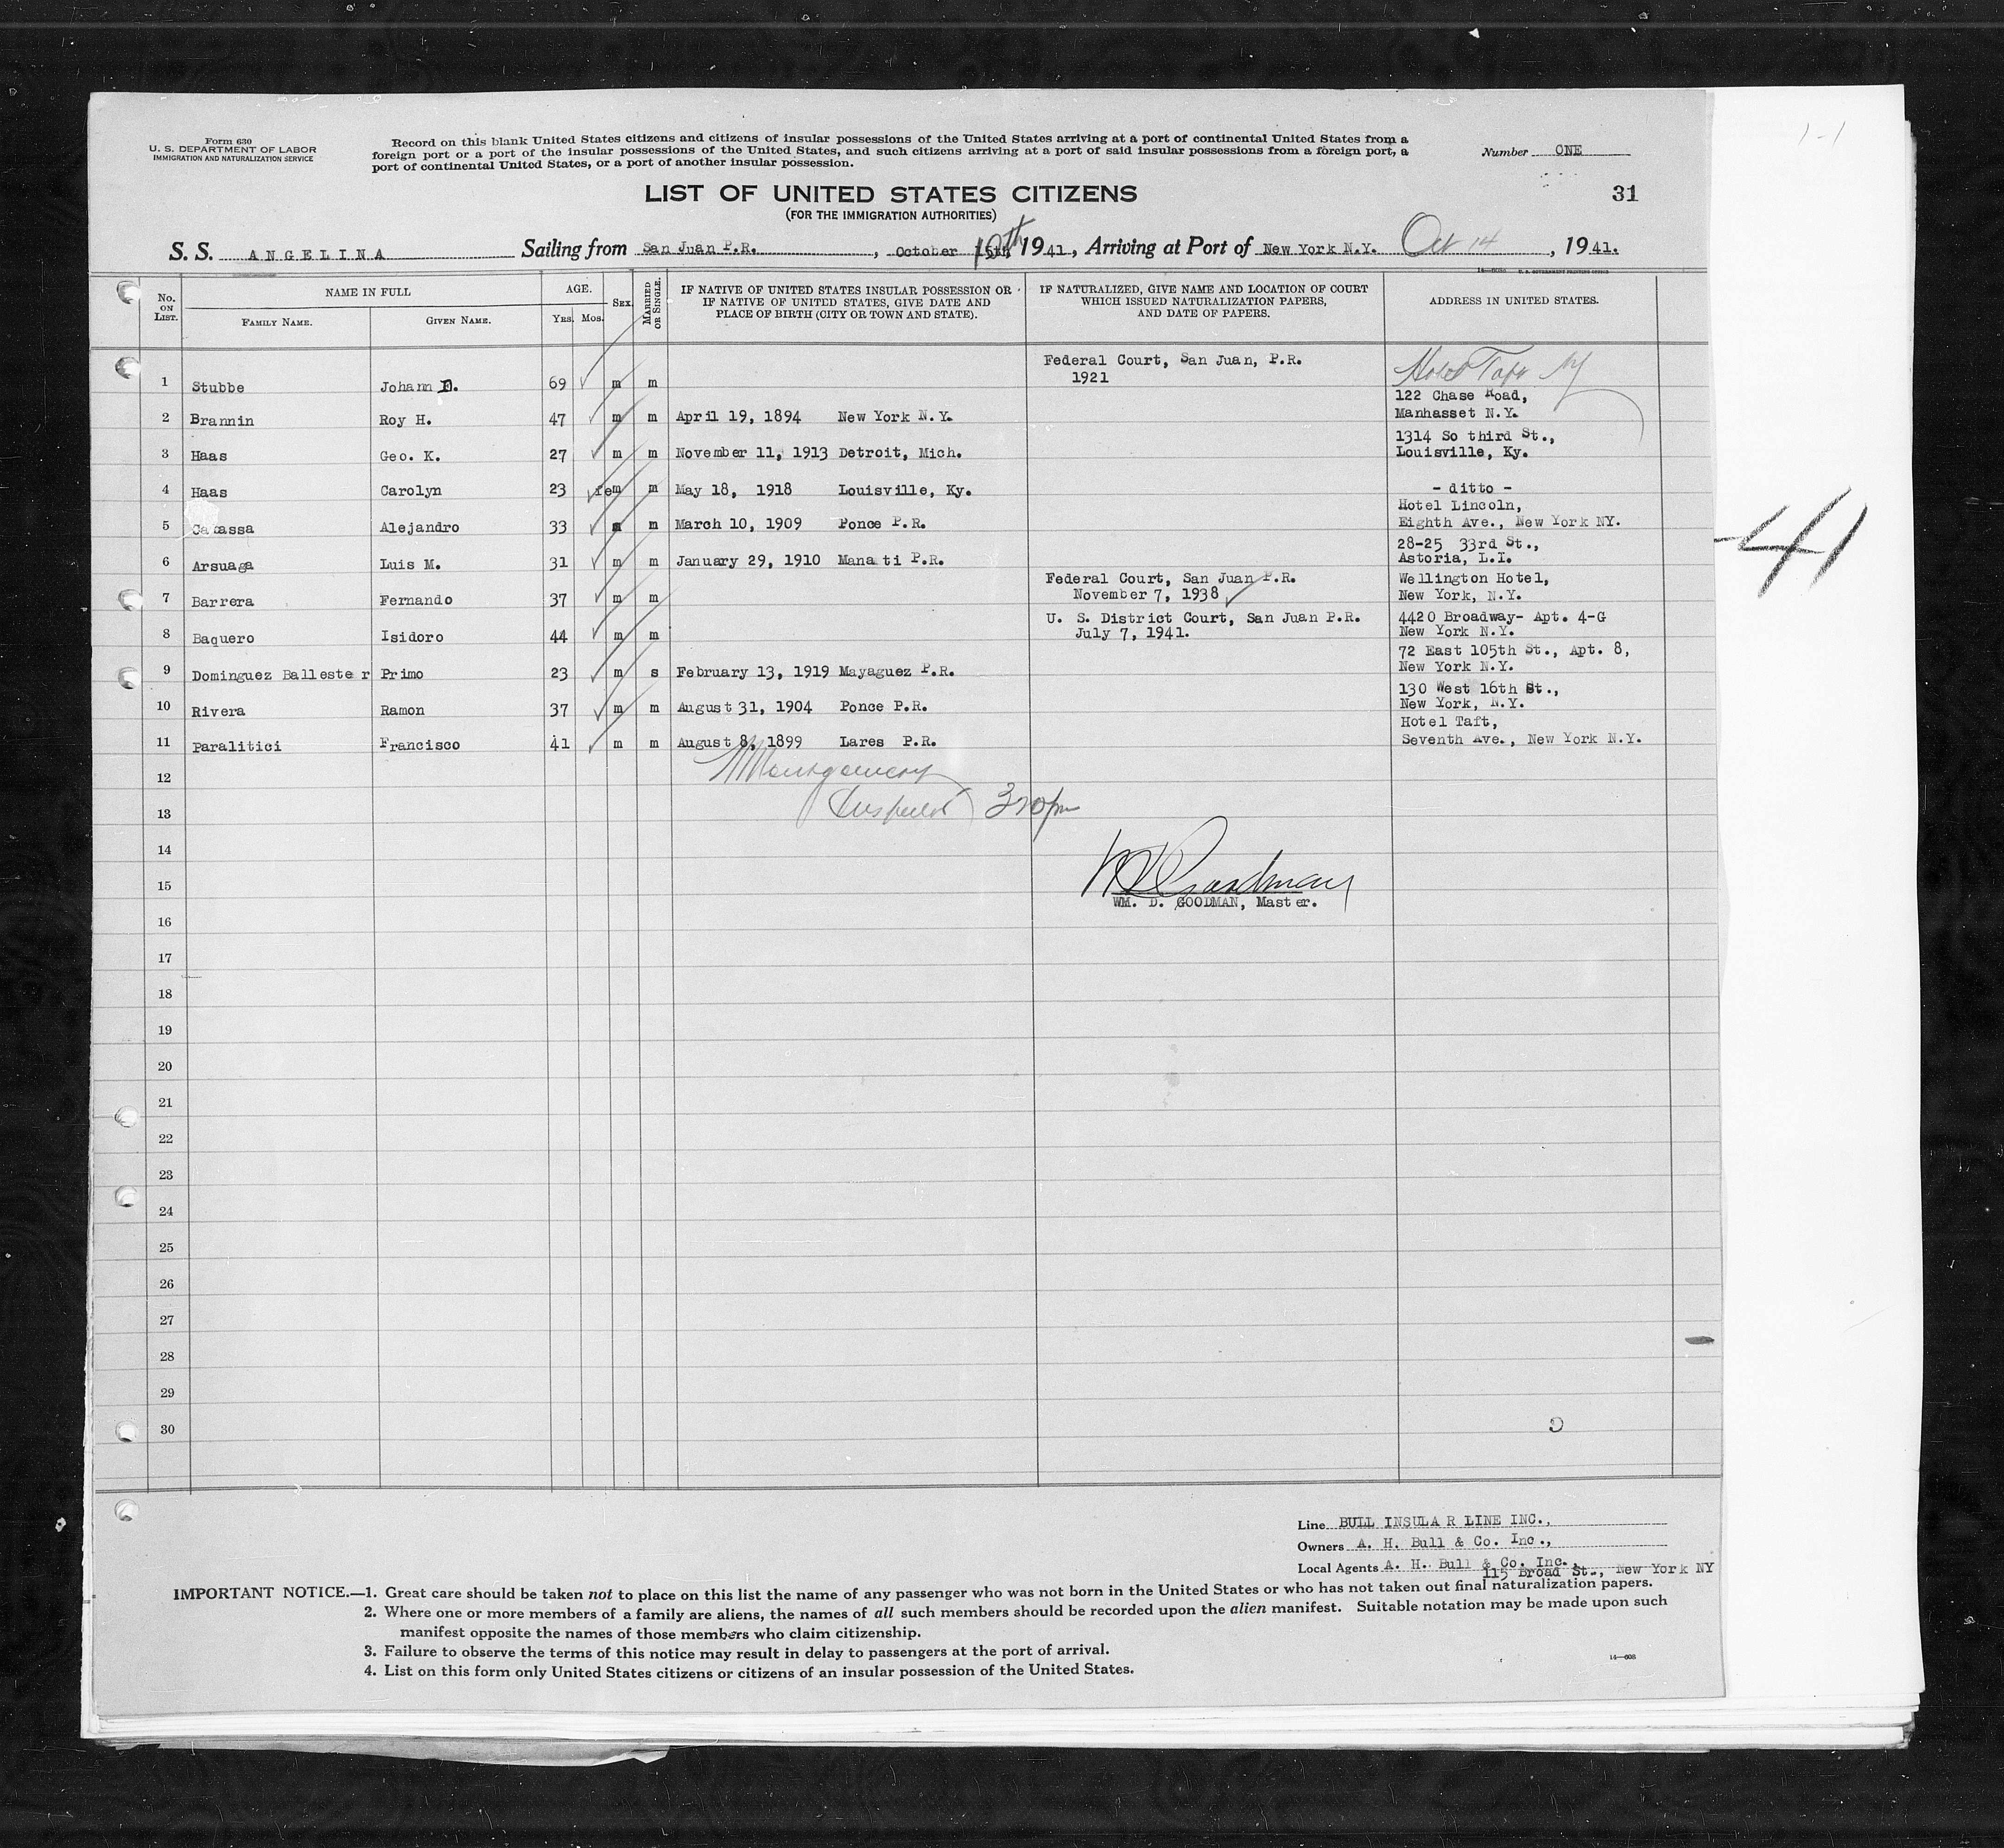 Form 630
U. S. DEPARTMENT OF LABOR
IMMIGRATION AND NATURALIZATION SERVICE
Record on this blank United States citizens and citizens of insular possessions of the United States arriving at a port of continental United States from a
foreign port or a port of the insular possessions of the United States, and such citizens arriving at a port of said insular possessions from a foreign port, a
port of continental United States, or a port of another insular possession.
Number ONE
LIST OF UNITED STATES CITIZENS
(FOR THE IMMIGRATION AUTHORITIES)
31
S. S. ANGELINA Sailing from San Juan P.R., October 10th 1941, Arriving at Port of New York N.Y. Oct 14, 1941.
No. ON LIST.
NAME IN FULL
FAMILY NAME. GIVEN NAME.
AGE.
YRS. MOS.
SEX
MARRIED OR SINGLE.
IF NATIVE OF UNITED STATES INSULAR POSSESSION OR
IF NATIVE OF UNITED STATES, GIVE DATE AND
PLACE OF BIRTH (CITY OR TOWN AND STATE).
IF NATURALIZED, GIVE NAME AND LOCATION OF COURT
WHICH ISSUED NATURALIZATION PAPERS,
AND DATE OF PAPERS.
ADDRESS IN UNITED STATES.
1 Stubbe Johann D. 69 m m Federal Court, San Juan, P.R. 1921 Hotel Taft NY
2 Brannin Roy H. 47 m m April 19, 1894 New York N.Y. 122 Chase Road, Manhasset N.Y.
3 Haas Geo. K. 27 m m November 11, 1913 Detroit, Mich. 1314 So third St., Louisville, Ky.
4 Haas Carolyn 23 fem m May 18, 1918 Louisville, Ky. - ditto -
5 Alejandro 33 m March 10, 1909 Ponce P.R. Hotel Lincoln, Eighth Ave., New York NY.
6 Arsuaga Luis M. 31 m m January 29, 1910 Manati P.R. 28-25 33rd St., Astoria, L.I.
7 Barrera Fernando 37 m m Federal Court, San Juan P.R. November 7, 1938 Wellington Hotel, New York, N.Y.
8 Baquero Isidoro 44 m m U. S. District Court, San Juan P.R. July 7, 1941. 4420 Broadway- Apt. 4-G New York N.Y.
9 Dominguez Ballester Primo 23 m s February 13, 1919 Mayaguez P.R. 72 East 105th St., Apt. 8, New York N.Y.
10 Rivera Ramon 37 m m August 31, 1904 Ponce P.R. 130 West 16th St., New York, N.Y.
11 Paralitici Francisco 41 m m August 8, 1899 Lares P.R. Hotel Taft, Seventh Ave., New York N.Y.
12 Montgomery
13 Inspector 320 pm
14
15 Wm D Goodman
WM. D. GOODMAN, Master.
16
17
18
19
20
21
22
23
24
25
26
27
28
29
30
-41
Line BULL INSULAR LINE INC.,
Owners A. H. Bull & Co. Inc.,
Local Agents A. H. Bull & Co. Inc.,
115 Broad St., New York NY
IMPORTANT NOTICE.—1. Great care should be taken not to place on this list the name of any passenger who was not born in the United States or who has not taken out final naturalization papers.
2. Where one or more members of a family are aliens, the names of all such members should be recorded upon the alien manifest. Suitable notation may be made upon such
manifest opposite the names of those members who claim citizenship.
3. Failure to observe the terms of this notice may result in delay to passengers at the port of arrival.
4. List on this form only United States citizens or citizens of an insular possession of the United States.
14—608